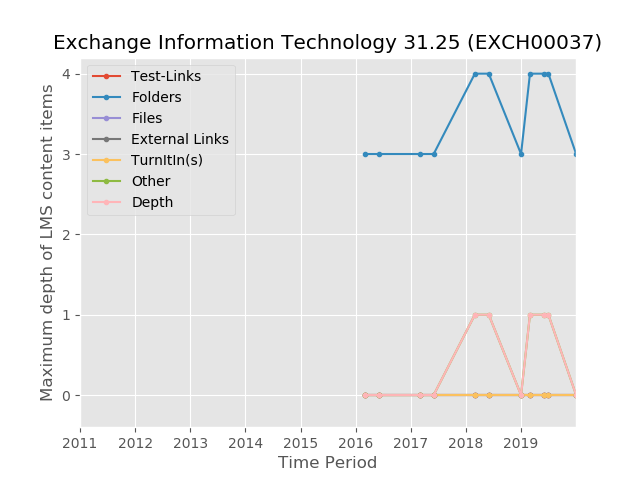 Exchange Information Technology 31.25 (EXCH00037)
Maximum depth of LMS content items
4
3
2
1
0
Test-Links
Folders
Files
External Links
TurnItIn(s)
Other
Depth
2011 2012 2013 2014 2015 2016 2017 2018 2019
Time Period